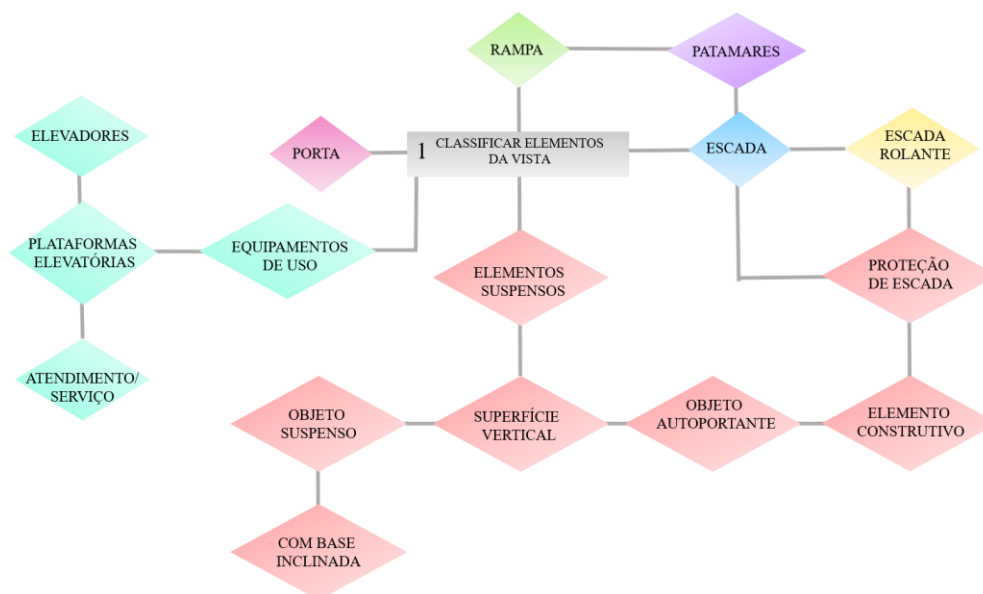 RAMPA
PATAMARES
ELEVADORES
PORTA
1
CLASSIFICAR ELEMENTOS
DA VISTA
ESCADA
ESCADA
ROLANTE
PLATAFORMAS
ELEVATÓRIAS
EQUIPAMENTOS
DE USO
ELEMENTOS
SUSPENSOS
PROTEÇÃO
DE ESCADA
ATENDIMENTO/
SERVIÇO
OBJETO
SUSPENSO
SUPERFÍCIE
VERTICAL
OBJETO
AUTOPORTANTE
ELEMENTO
CONSTRUTIVO
COM BASE
INCLINADA